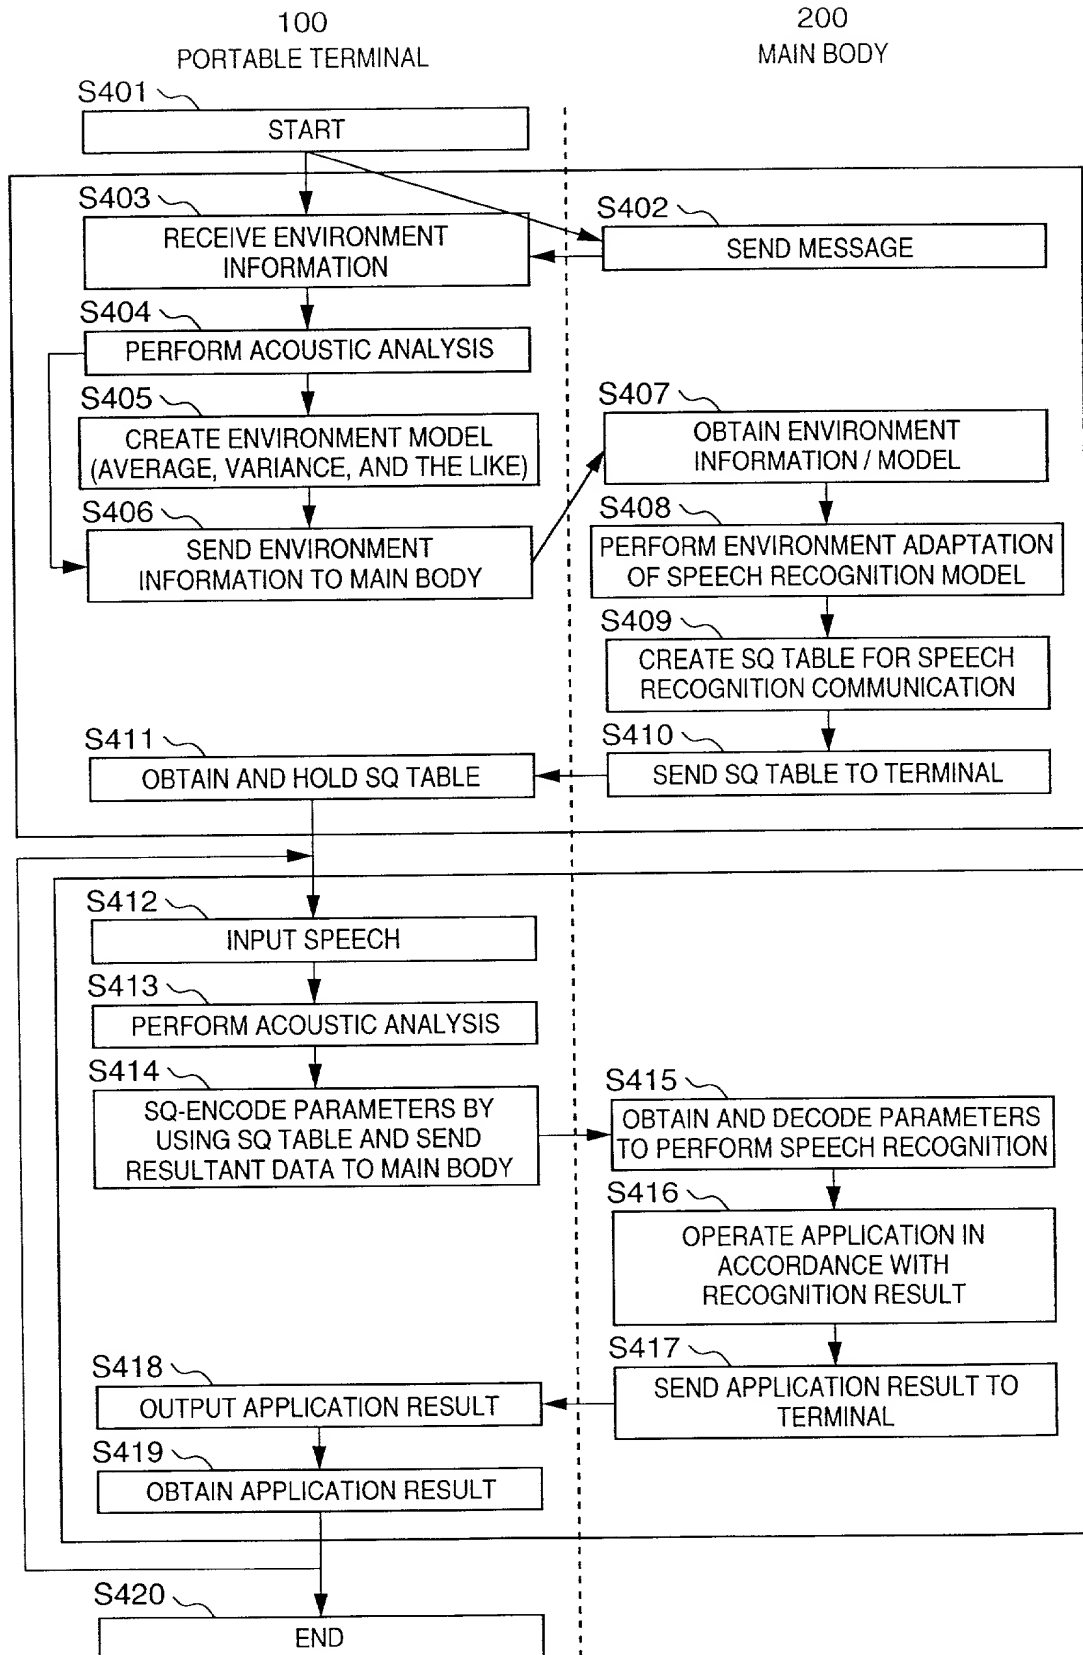 100
PORTABLE TERMINAL
200
MAIN BODY
S401
START
S403
RECEIVE ENVIRONMENT
INFORMATION
S402
SEND MESSAGE
S404
PERFORM ACOUSTIC ANALYSIS
S405
CREATE ENVIRONMENT MODEL
(AVERAGE, VARIANCE, AND THE LIKE)
S406
SEND ENVIRONMENT
INFORMATION TO MAIN BODY
S407
OBTAIN ENVIRONMENT
INFORMATION / MODEL
S408
PERFORM ENVIRONMENT ADAPTATION
OF SPEECH RECOGNITION MODEL
S409
CREATE SQ TABLE FOR SPEECH
RECOGNITION COMMUNICATION
S410
SEND SQ TABLE TO TERMINAL
S411
OBTAIN AND HOLD SQ TABLE
S412
INPUT SPEECH
S413
PERFORM ACOUSTIC ANALYSIS
S414
SQ-ENCODE PARAMETERS BY
USING SQ TABLE AND SEND
RESULTANT DATA TO MAIN BODY
S415
OBTAIN AND DECODE PARAMETERS
TO PERFORM SPEECH RECOGNITION
S416
OPERATE APPLICATION IN
ACCORDANCE WITH
RECOGNITION RESULT
S417
SEND APPLICATION RESULT TO
TERMINAL
S418
OUTPUT APPLICATION RESULT
S419
OBTAIN APPLICATION RESULT
S420
END